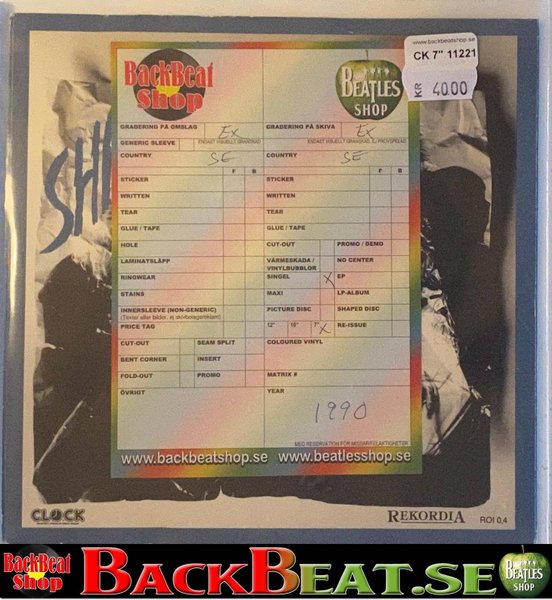 www.backbeatshop.se
CK 7" 11221
KR 40.00
BackBeat Shop
BEATLES SHOP
SH
GRADERING PÅ OMSLAG EX
GRADERING PÅ SKIVA EX
GENERIC SLEEVE ENDAST VISUELLT GRANSKAD
ENDAST VISUELLT GRANSKAD, EJ PROVSPELAD
COUNTRY SE
COUNTRY SE
F B
F B
STICKER
STICKER
WRITTEN
WRITTEN
TEAR
TEAR
GLUE / TAPE
GLUE / TAPE
HOLE
CUT-OUT PROMO / DEMO
LAMINATSLÄPP
VÄRMESKADA / VINYLBUBBLOR NO CENTER
RINGWEAR
SINGEL X EP
STAINS
MAXI LP-ALBUM
INNERSLEEVE (NON-GENERIC)
(Texter eller bilder, ej skivbolagsreklam)
PICTURE DISC SHAPED DISC
PRICE TAG
12" 10" 7" X RE-ISSUE
CUT-OUT SEAM SPLIT
COLOURED VINYL
BENT CORNER INSERT
FOLD-OUT PROMO
MATRIX #
ÖVRIGT
YEAR
1990
MED RESERVATION FÖR MISSAR/FELAKTIGHETER
www.backbeatshop.se www.beatlesshop.se
CLOCK
REKORDIA
ROI 0,4
BackBeat Shop
BACKBEAT.SE
BEATLES SHOP